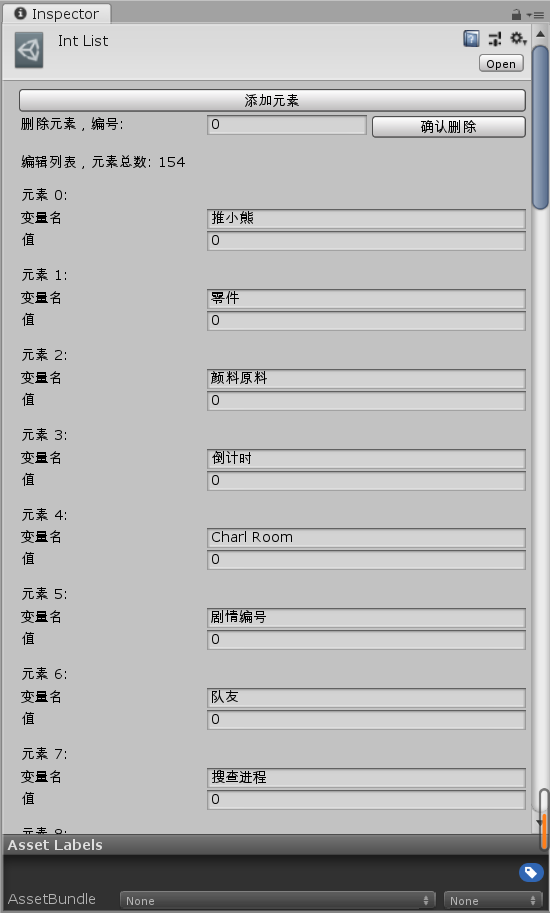 Inspector
Int List
Open
添加元素
删除元素，编号: 0 确认删除
编辑列表，元素总数: 154
元素 0:
变量名 推小熊
值 0
元素 1:
变量名 零件
值 0
元素 2:
变量名 颜料原料
值 0
元素 3:
变量名 倒计时
值 0
元素 4:
变量名 Charl Room
值 0
元素 5:
变量名 剧情编号
值 0
元素 6:
变量名 队友
值 0
元素 7:
变量名 搜查进程
值 0
元素 8:
Asset Labels
AssetBundle None None